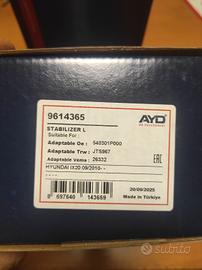 9614365
AYD
STABILIZER L
Suitable For :
Adaptable Oe : 548301P000
Adaptable Trw : JTS967
Adaptable Vema : 26332
EAC
HYUNDAI IX20 09/2010- -
- - - -
20/09/2025
8 697640 143659
Made in Türkiye
subito